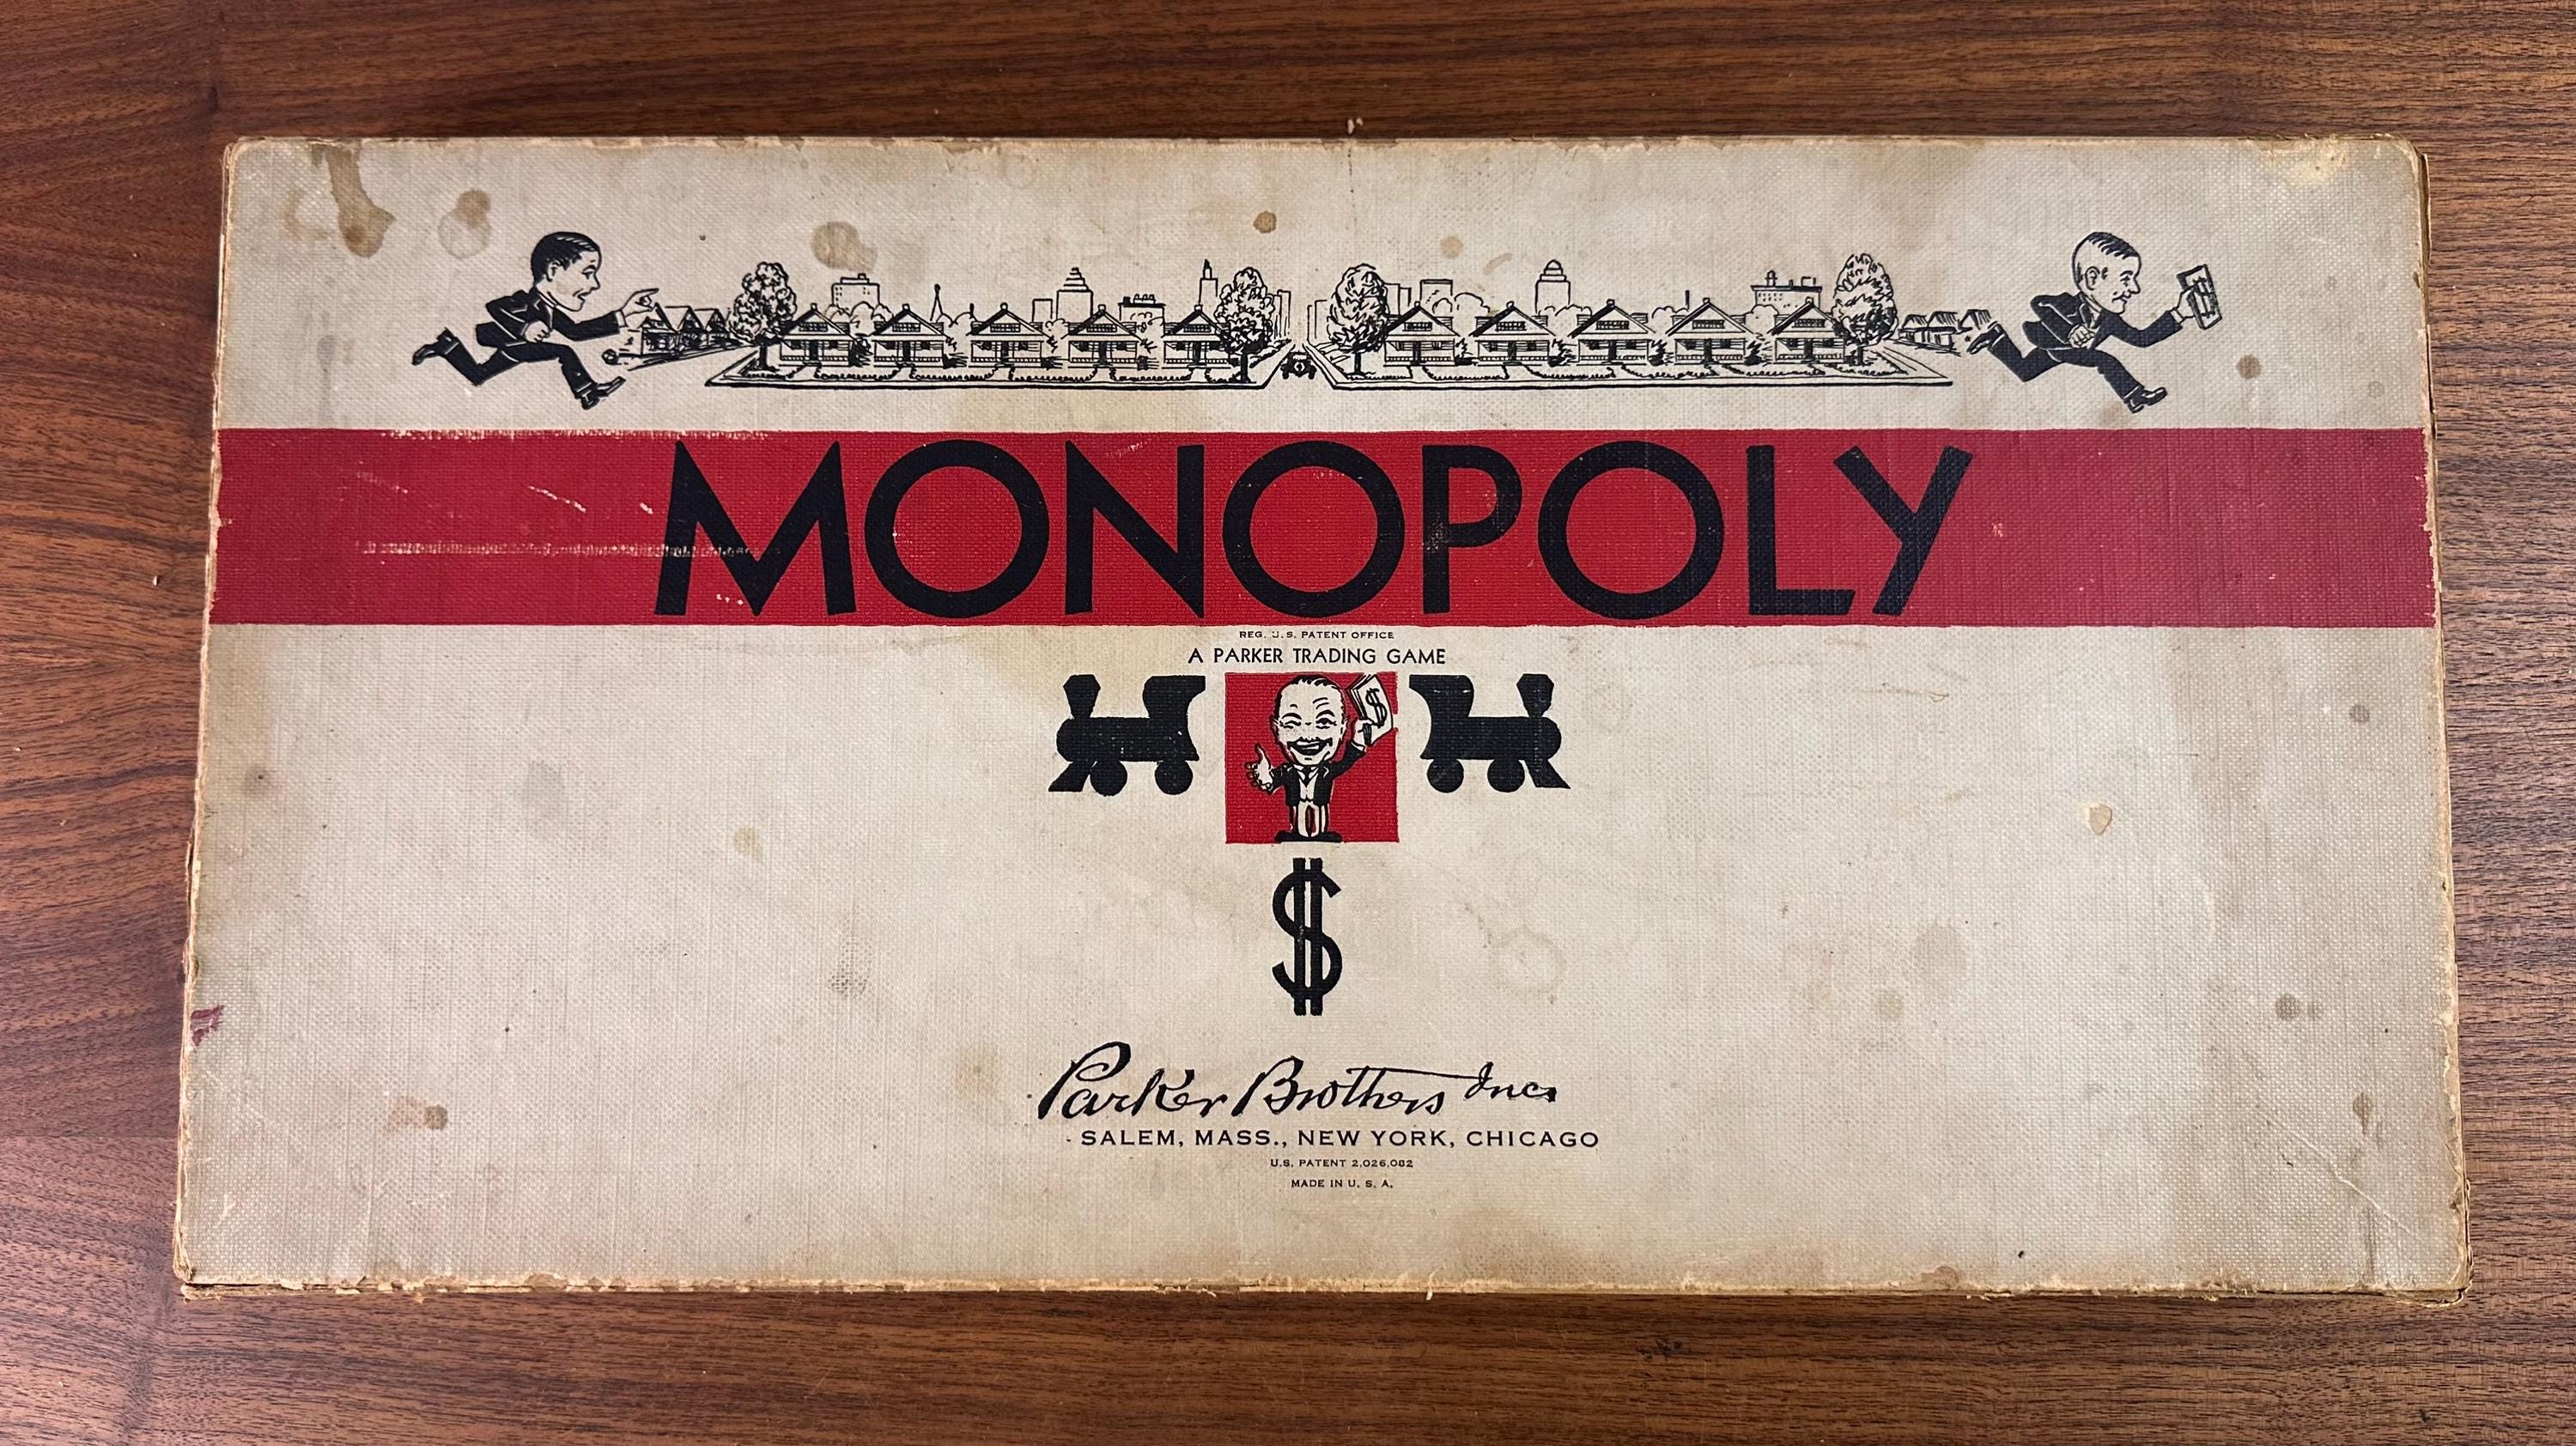 MONOPOLY
REG. U.S. PATENT OFFICE
A PARKER TRADING GAME
$
$
Parker Brothers Inc.
SALEM, MASS., NEW YORK, CHICAGO
U.S. PATENT 2,026,082
MADE IN U. S. A.